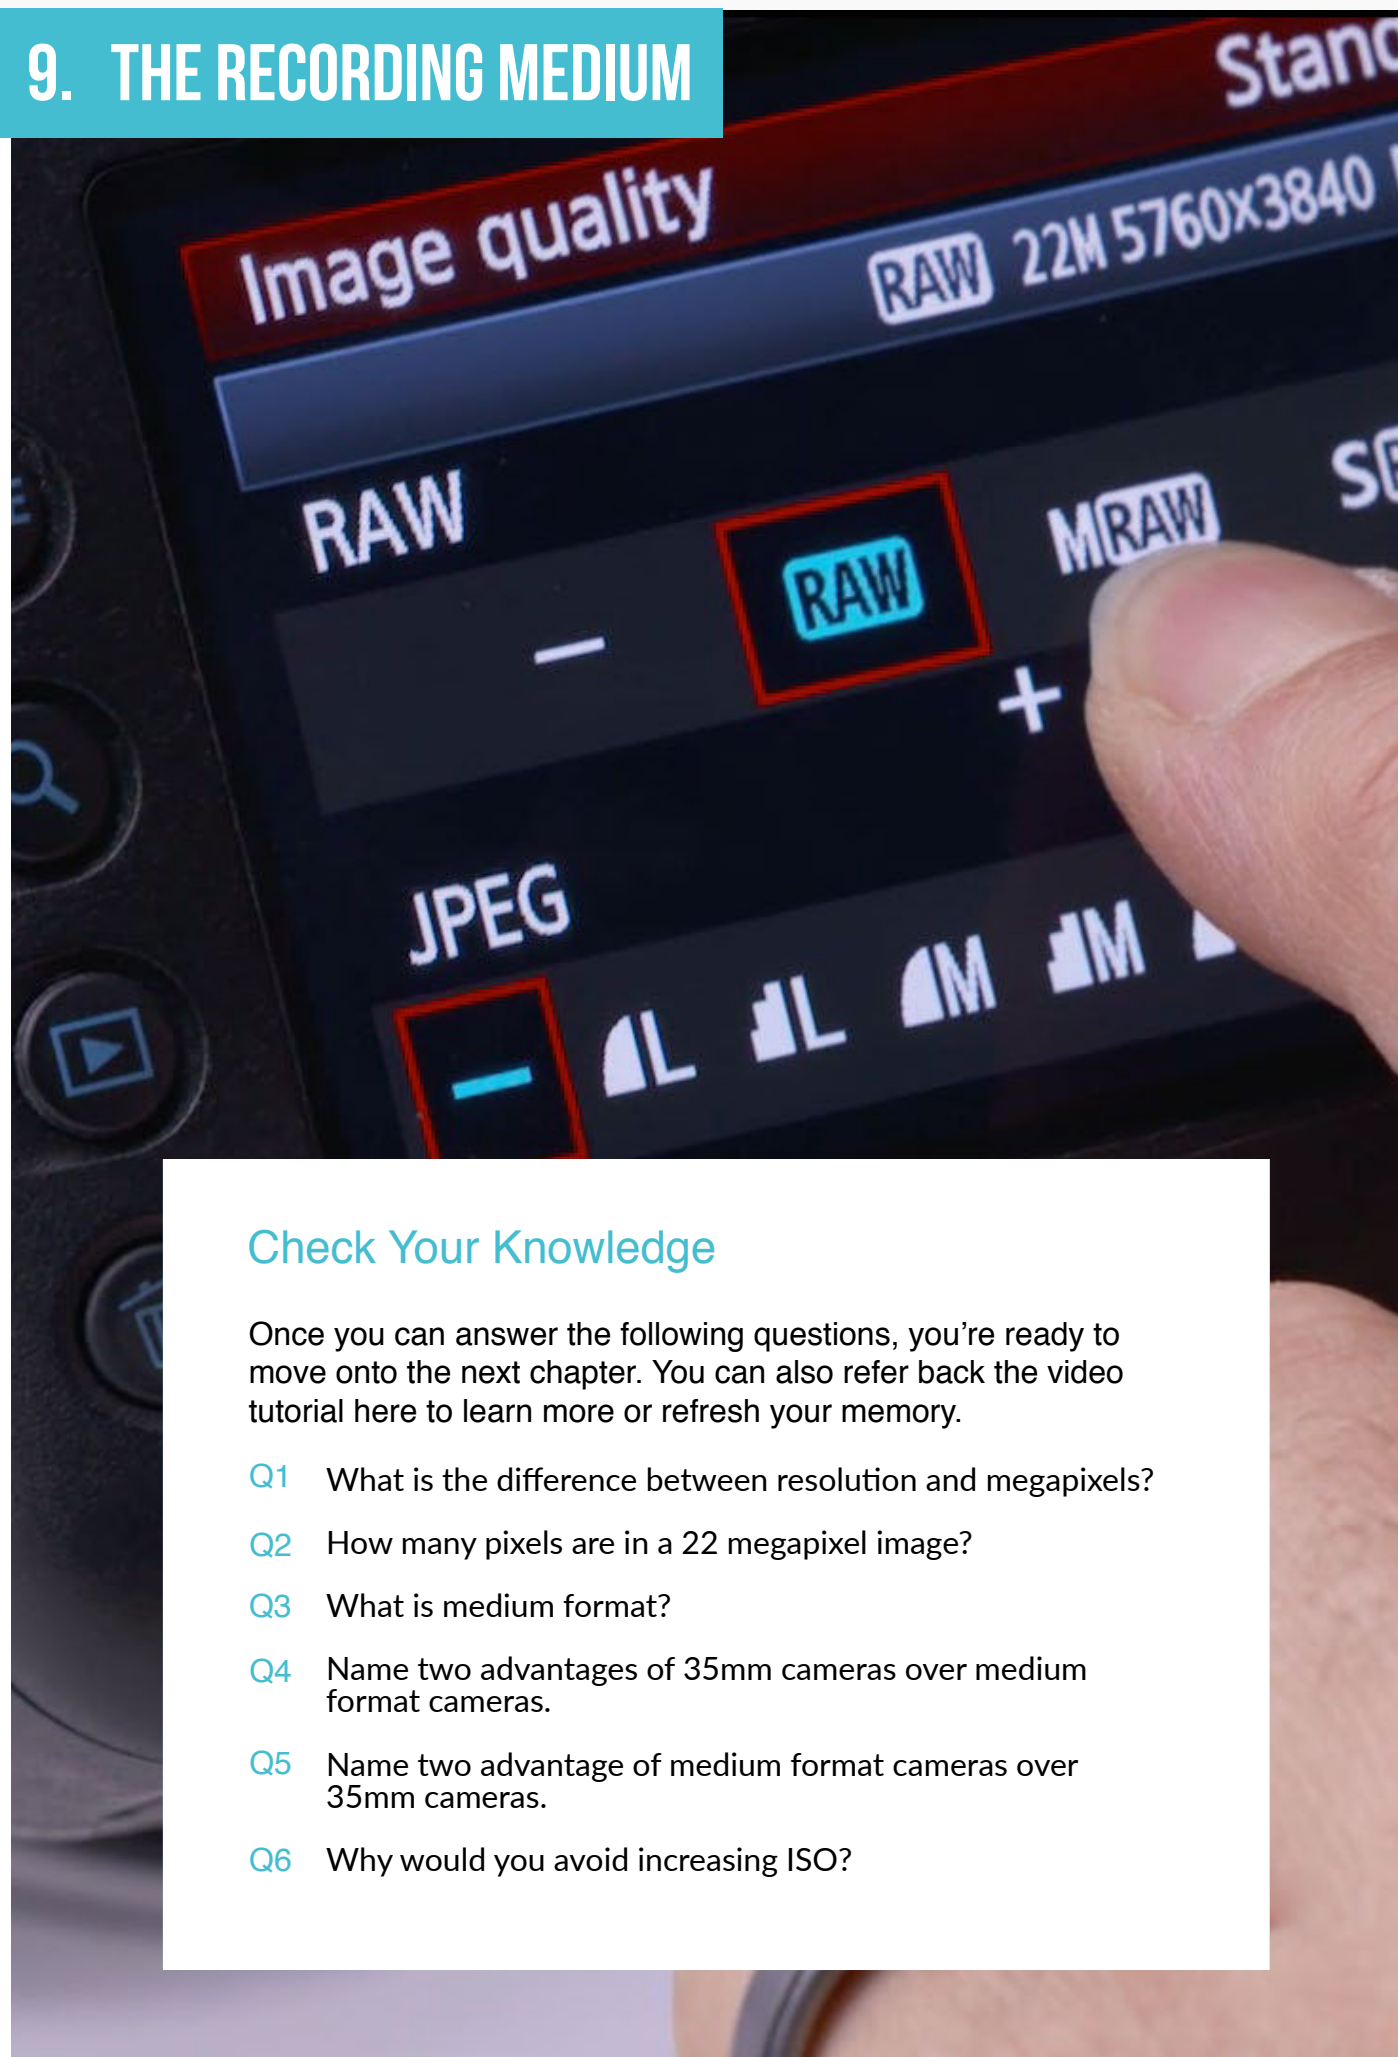 9. THE RECORDING MEDIUM
Image quality
RAW 22M 5760x3840
RAW
RAW MRAW
+
JPEG
L L M M
Check Your Knowledge
Once you can answer the following questions, you're ready to
move onto the next chapter. You can also refer back the video
tutorial here to learn more or refresh your memory.
Q1 What is the difference between resolution and megapixels?
Q2 How many pixels are in a 22 megapixel image?
Q3 What is medium format?
Q4 Name two advantages of 35mm cameras over medium
format cameras.
Q5 Name two advantage of medium format cameras over
35mm cameras.
Q6 Why would you avoid increasing ISO?